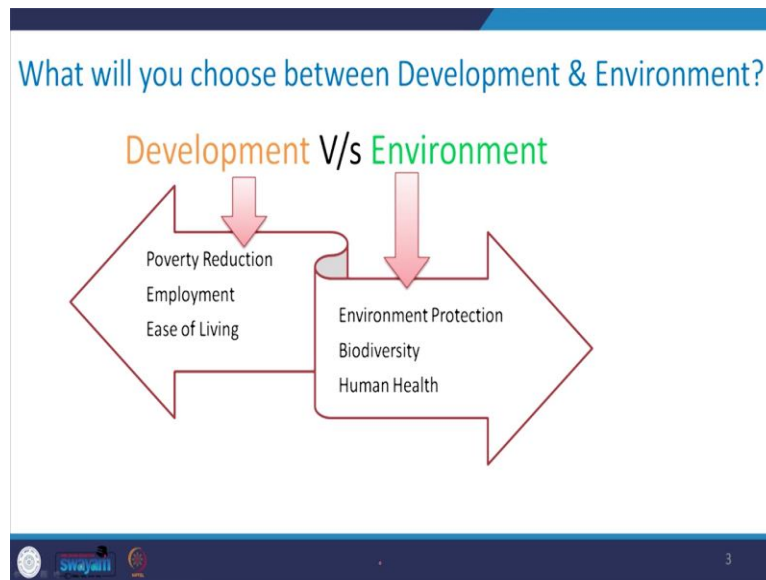 What will you choose between Development & Environment?
Development V/s Environment
Poverty Reduction
Employment
Ease of Living
Environment Protection
Biodiversity
Human Health
swayam
3